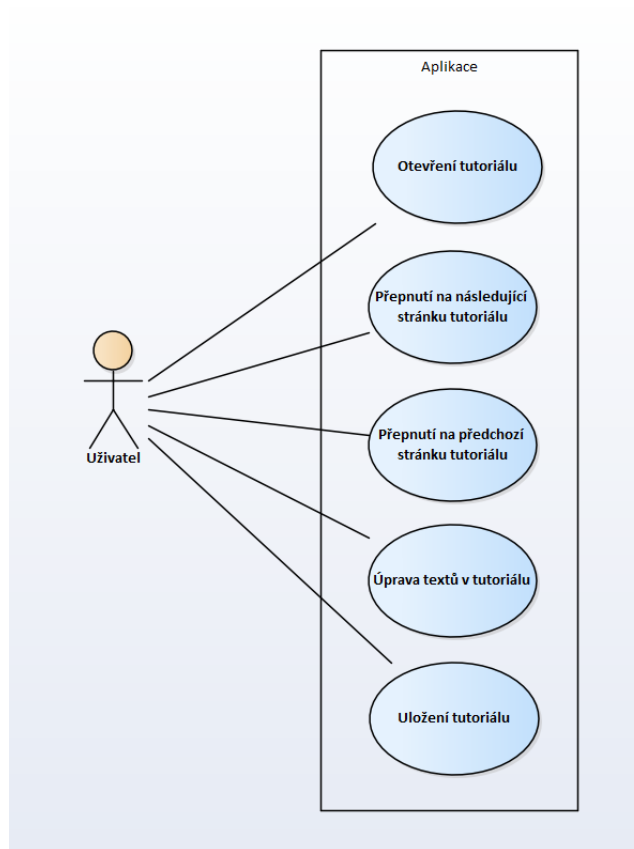 Aplikace
Otevření tutoriálu
Přepnutí na následující
stránku tutoriálu
Přepnutí na předchozí
stránku tutoriálu
Uživatel
Úprava textů v tutoriálu
Uložení tutoriálu